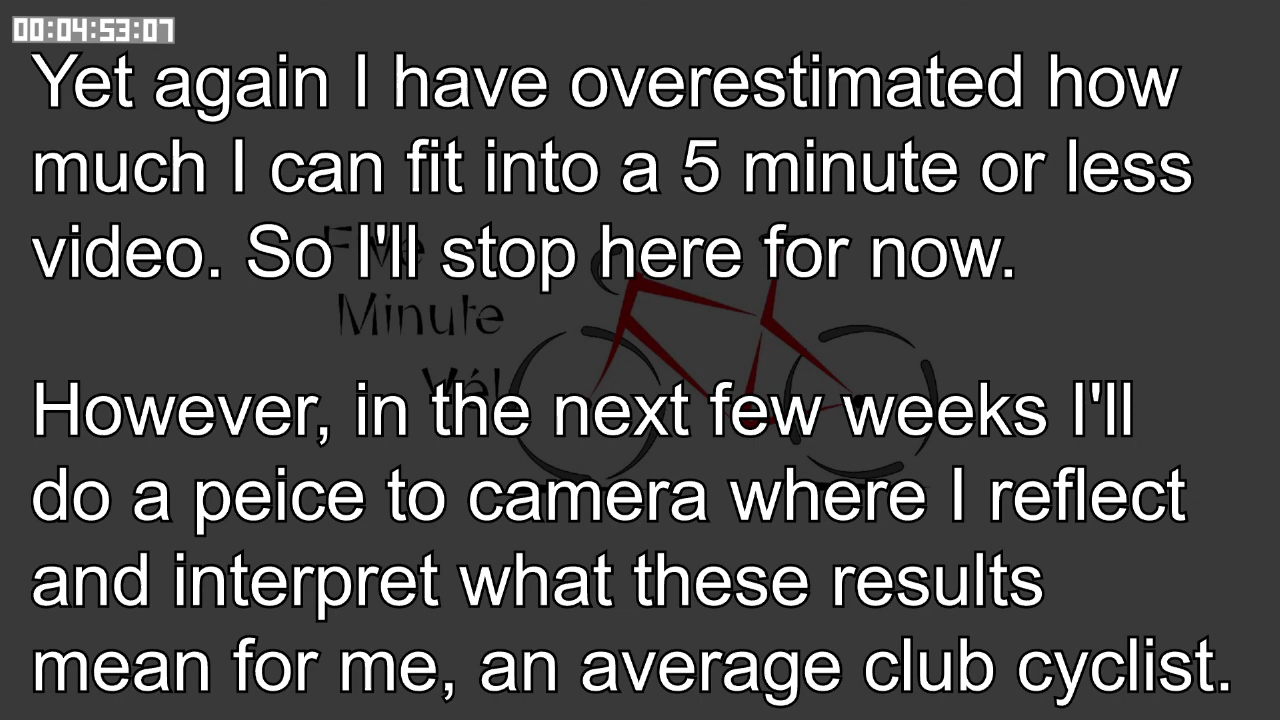 00:04:53:07
Yet again I have overestimated how
much I can fit into a 5 minute or less
video. So I'll stop here for now.
Minute
However, in the next few weeks I'll
do a peice to camera where I reflect
and interpret what these results
mean for me, an average club cyclist.